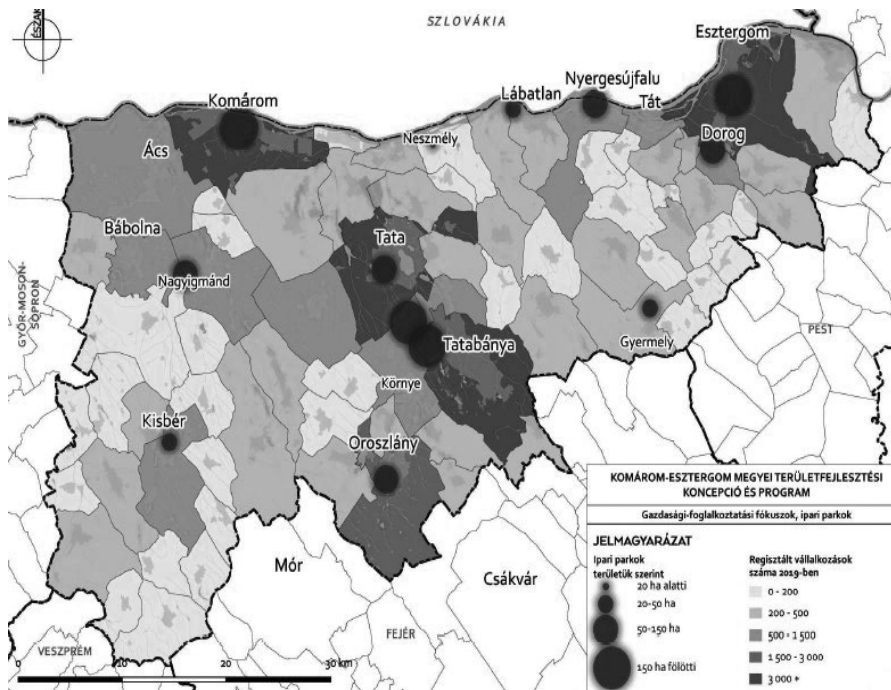 ÉSZAK
SZLOVÁKIA
Esztergom
Komárom
Lábatlan
Nyergesújfalu
Tát
Neszmély
Dorog
Ács
Bábolna
Tata
Nagyigmánd
GYŐR-MOSON-
SOPRON
Tatabánya
Gyermely
PEST
Környe
Kisbér
Oroszlány
Mór
Csákvár
FEJÉR
VESZPRÉM
0 10 20 30 km
KOMÁROM-ESZTERGOM MEGYEI TERÜLETFEJLESZTÉSI
KONCEPCIÓ ÉS PROGRAM
Gazdasági-foglalkoztatási fókuszok, ipari parkok
JELMAGYARÁZAT
Ipari parkok
területük szerint
20 ha alatti
20-50 ha
50-150 ha
150 ha fölötti
Regisztált vállalkozások
száma 2019-ben
0 - 200
200 - 500
500 - 1 500
1 500 - 3 000
3 000 +